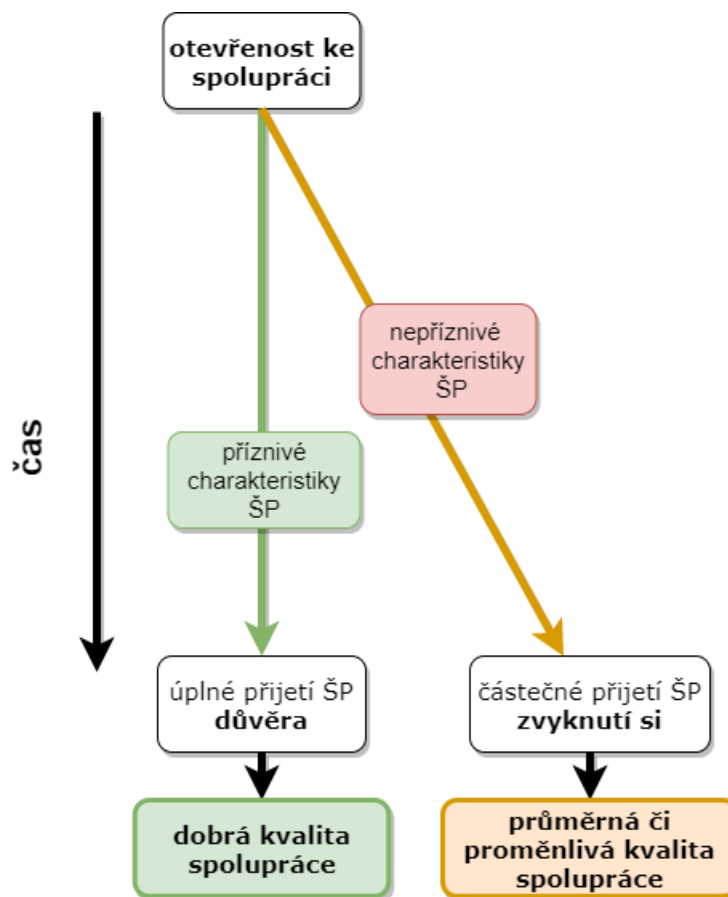 otevřenost ke
spolupráci
nepříznivé
charakteristiky
ŠP
čas
příznivé
charakteristiky
ŠP
úplné přijetí ŠP
důvěra
částečné přijetí ŠP
zvyknutí si
dobrá kvalita
spolupráce
průměrná či
proměnlivá kvalita
spolupráce